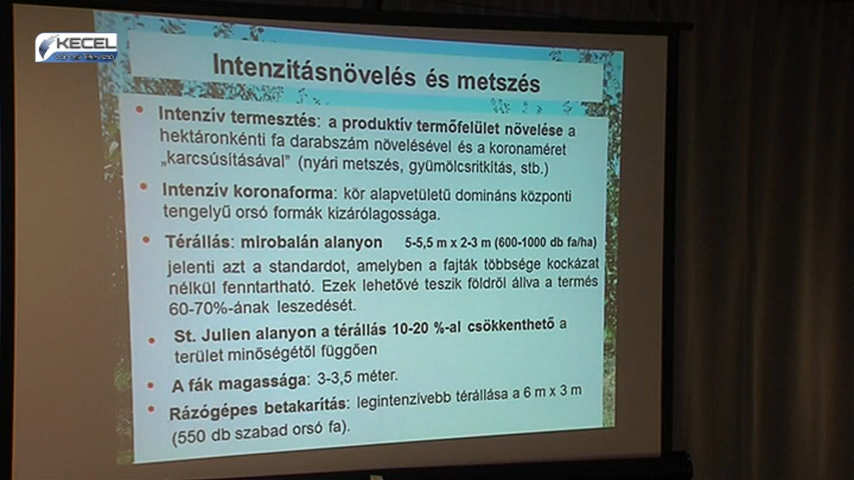 KECEL
Intenzitásnövelés és metszés
• Intenzív termesztés: a produktív termőfelület növelése a
hektáronkénti fa darabszám növelésével és a koronaméret
„karcsúsításával" (nyári metszés, gyümölcsritkítás, stb.)
• Intenzív koronaforma: kör alapvetületű domináns központi
tengelyű orsó formák kizárólagossága.
• Térállás: mirobalán alanyon 5-5,5 m x 2-3 m (600-1000 db fa/ha)
jelenti azt a standardot, amelyben a fajták többsége kockázat
nélkül fenntartható. Ezek lehetővé teszik földről állva a termés
60-70%-ának leszedését.
• St. Julien alanyon a térállás 10-20 %-al csökkenthető a
terület minőségétől függően
• A fák magassága: 3-3,5 méter.
• Rázógépes betakarítás: legintenzívebb térállása a 6 m x 3 m
(550 db szabad orsó fa).